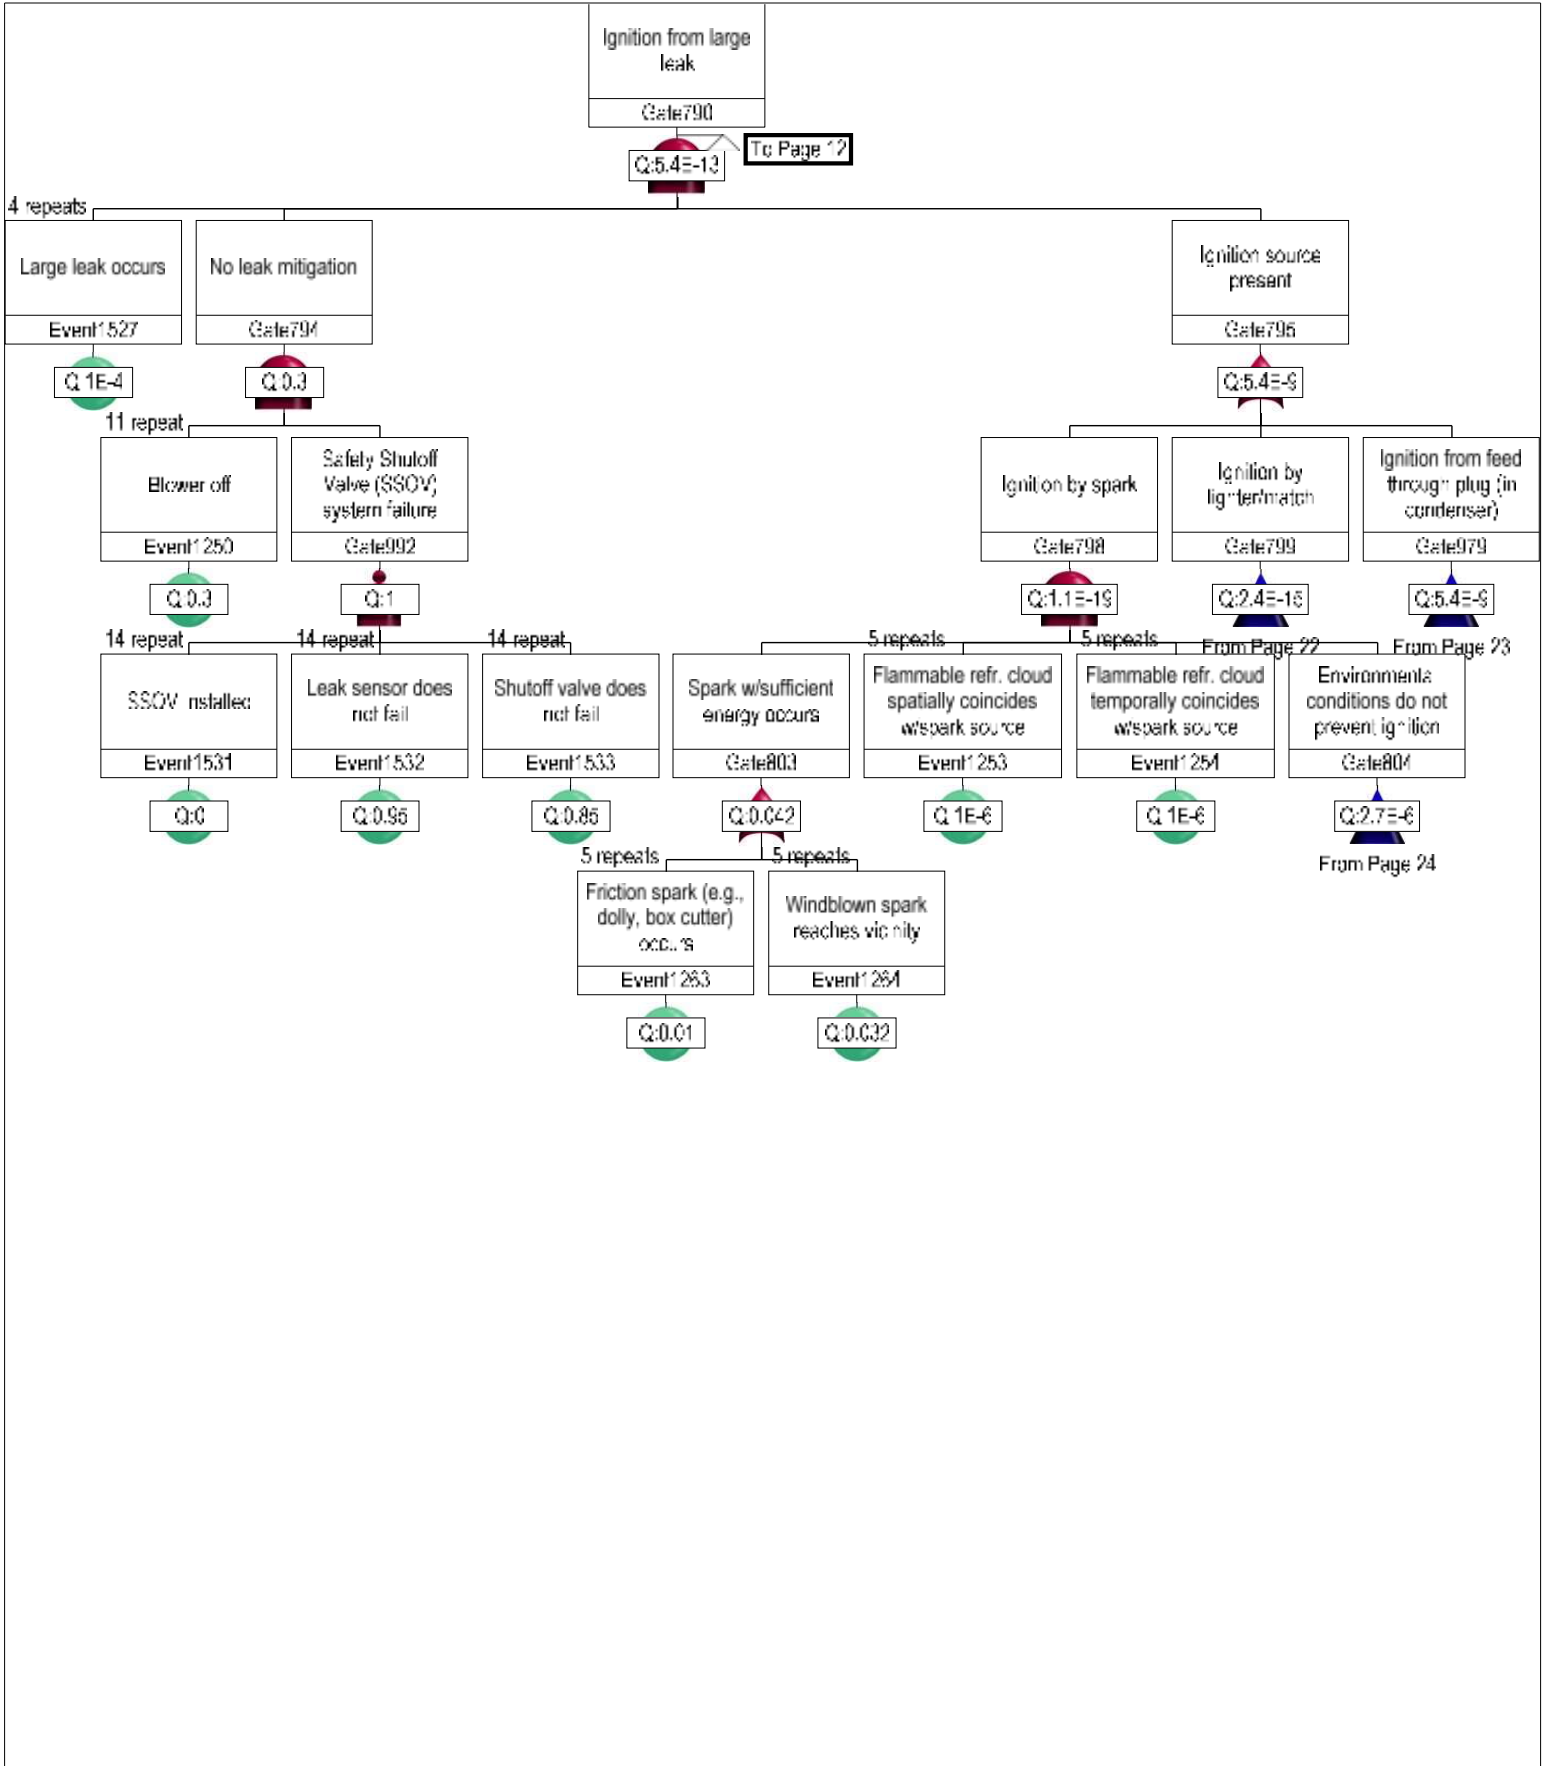 Ignition from large
leak
Gate790
To Page 12
Q:5.4E-13
4 repeats
Large leak occurs
Event1527
Q:1E-4
No leak mitigation
Gate794
Q:0.3
Ignition source
present
Gate795
Q:5.4E-9
11 repeat
Blower off
Event1250
Q:0.3
Safety Shutoff
Valve (SSOV)
system failure
Gate992
Q:1
Ignition by spark
Gate798
Q:1.1E-19
Ignition by
lighter/match
Gate799
Q:2.4E-15
From Page 22
Ignition from feed
through plug (in
condenser)
Gate979
Q:5.4E-9
From Page 23
14 repeat
SSOV installed
Event1531
Q:0
14 repeat
Leak sensor does
not fail
Event1532
Q:0.95
14 repeat
Shutoff valve does
not fail
Event1533
Q:0.85
Spark w/sufficient
energy occurs
Gate803
Q:0.042
5 repeats
Flammable refr. cloud
spatially coincides
w/spark source
Event1253
Q:1E-6
5 repeats
Flammable refr. cloud
temporally coincides
w/spark source
Event1254
Q:1E-6
Environmental
conditions do not
prevent ignition
Gate804
Q:2.7E-6
From Page 24
5 repeats
Friction spark (e.g.,
dolly, box cutter)
occurs
Event1263
Q:0.01
5 repeats
Windblown spark
reaches vicinity
Event1264
Q:0.032